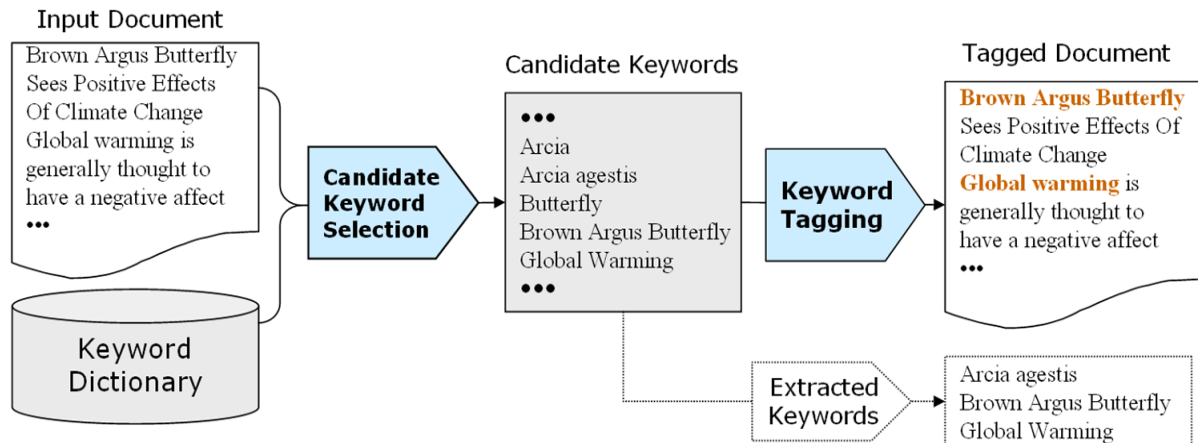 Input Document
Brown Argus Butterfly
Sees Positive Effects
Of Climate Change
Global warming is
generally thought to
have a negative affect
•••
Keyword
Dictionary
Candidate
Keyword
Selection
Candidate Keywords
•••
Arcia
Arcia agestis
Butterfly
Brown Argus Butterfly
Global Warming
•••
Keyword
Tagging
Tagged Document
Brown Argus Butterfly
Sees Positive Effects Of
Climate Change
Global warming is
generally thought to
have a negative affect
•••
Extracted
Keywords
Arcia agestis
Brown Argus Butterfly
Global Warming